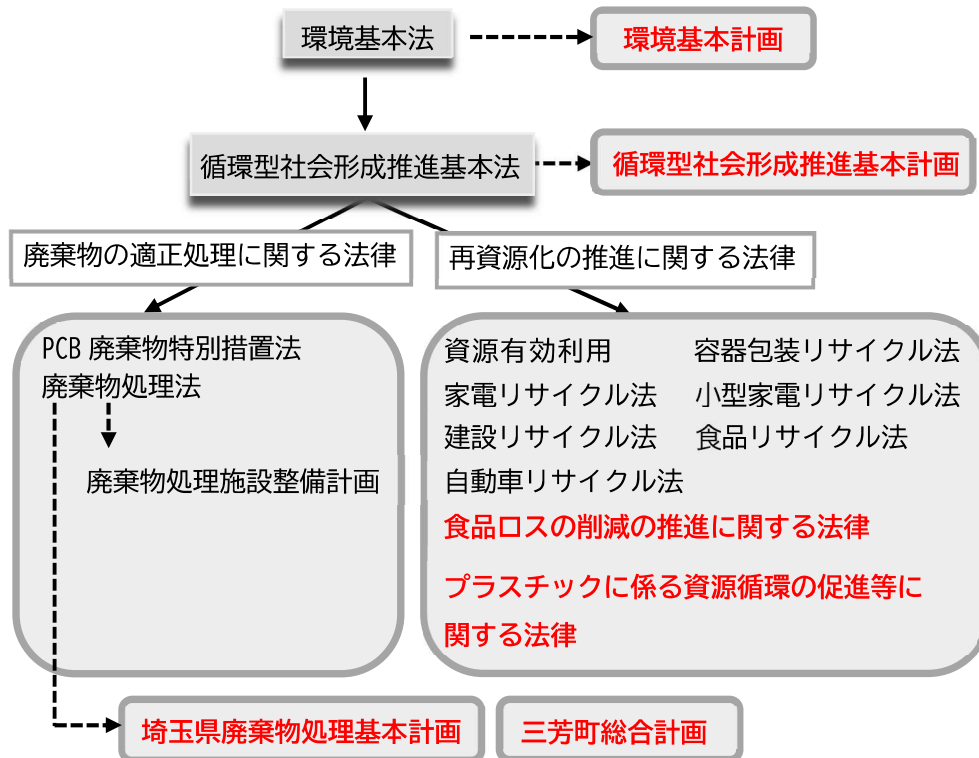 環境基本法
環境基本計画
循環型社会形成推進基本法
循環型社会形成推進基本計画
廃棄物の適正処理に関する法律
再資源化の推進に関する法律
PCB 廃棄物特別措置法
廃棄物処理法
廃棄物処理施設整備計画
資源有効利用 容器包装リサイクル法
家電リサイクル法 小型家電リサイクル法
建設リサイクル法 食品リサイクル法
自動車リサイクル法
食品ロスの削減の推進に関する法律
プラスチックに係る資源循環の促進等に
関する法律
埼玉県廃棄物処理基本計画
三芳町総合計画